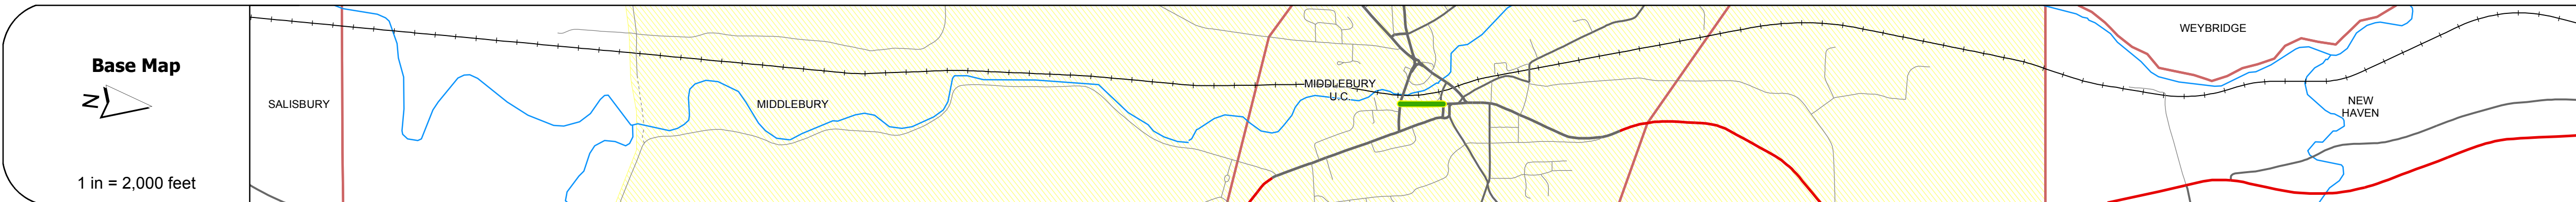 Base Map
N
1 in = 2,000 feet
SALISBURY
MIDDLEBURY
MIDDLEBURY
U.C.
WEYBRIDGE
NEW
HAVEN